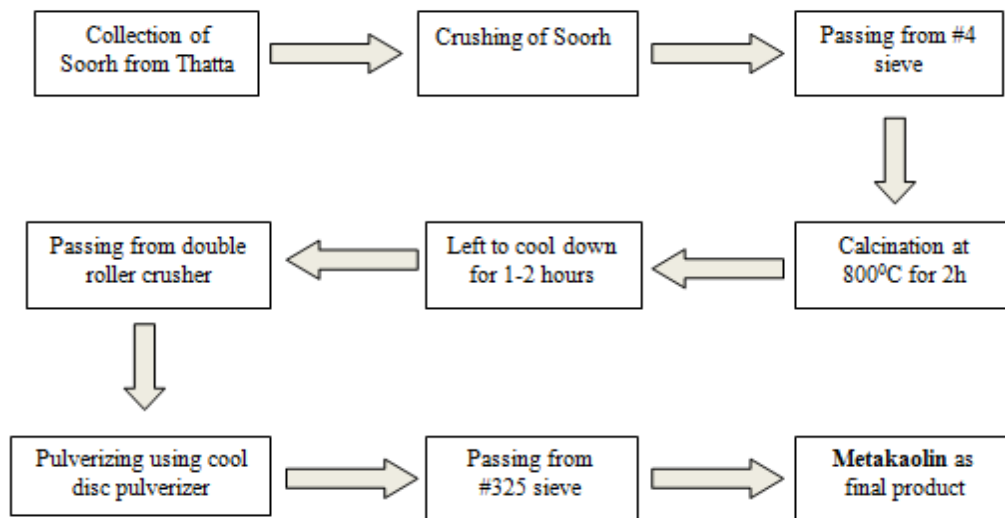 Collection of
Soorh from Thatta
Crushing of Soorh
Passing from #4
sieve
Calcination at
800⁰C for 2h
Left to cool down
for 1-2 hours
Passing from double
roller crusher
Pulverizing using cool
disc pulverizer
Passing from
#325 sieve
Metakaolin as
final product